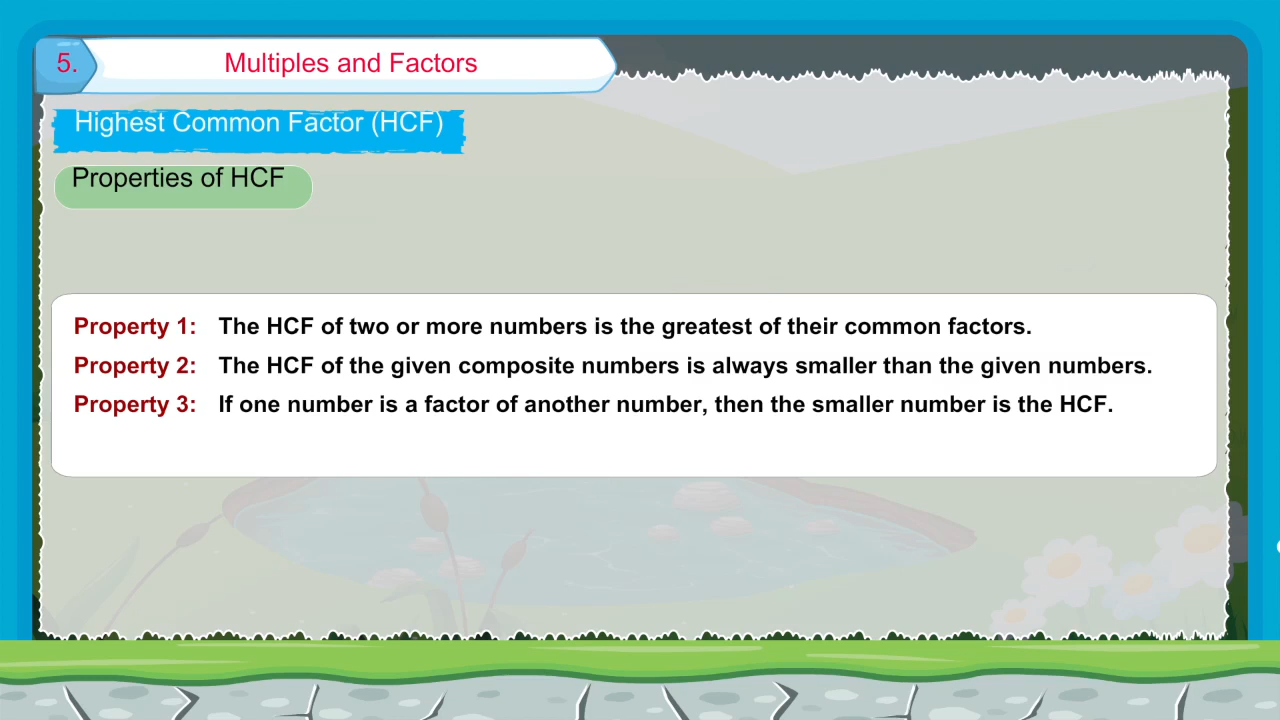 5. Multiples and Factors
Highest Common Factor (HCF)
Properties of HCF
Property 1: The HCF of two or more numbers is the greatest of their common factors.
Property 2: The HCF of the given composite numbers is always smaller than the given numbers.
Property 3: If one number is a factor of another number, then the smaller number is the HCF.